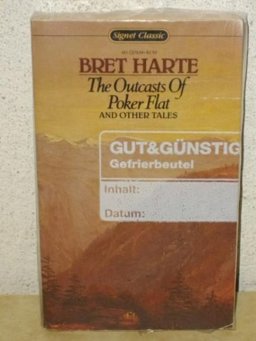 Signet Classic
BRET HARTE
The Outcasts Of
Poker Flat
AND OTHER TALES
GUT&GÜNSTIG
Gefrierbeutel
Inhalt:
Datum: